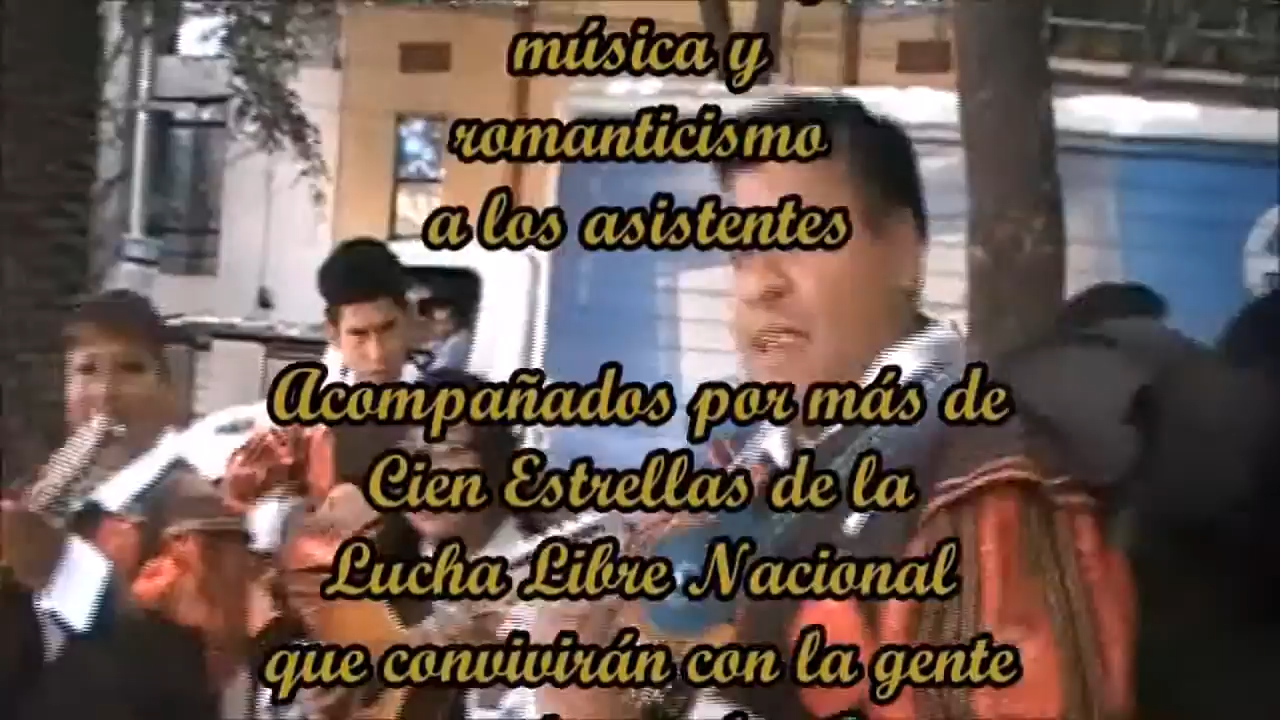 música y
romanticismo
a los asistentes
Acompañados por más de
Cien Estrellas de la
Lucha Libre Nacional
que convivirán con la gente